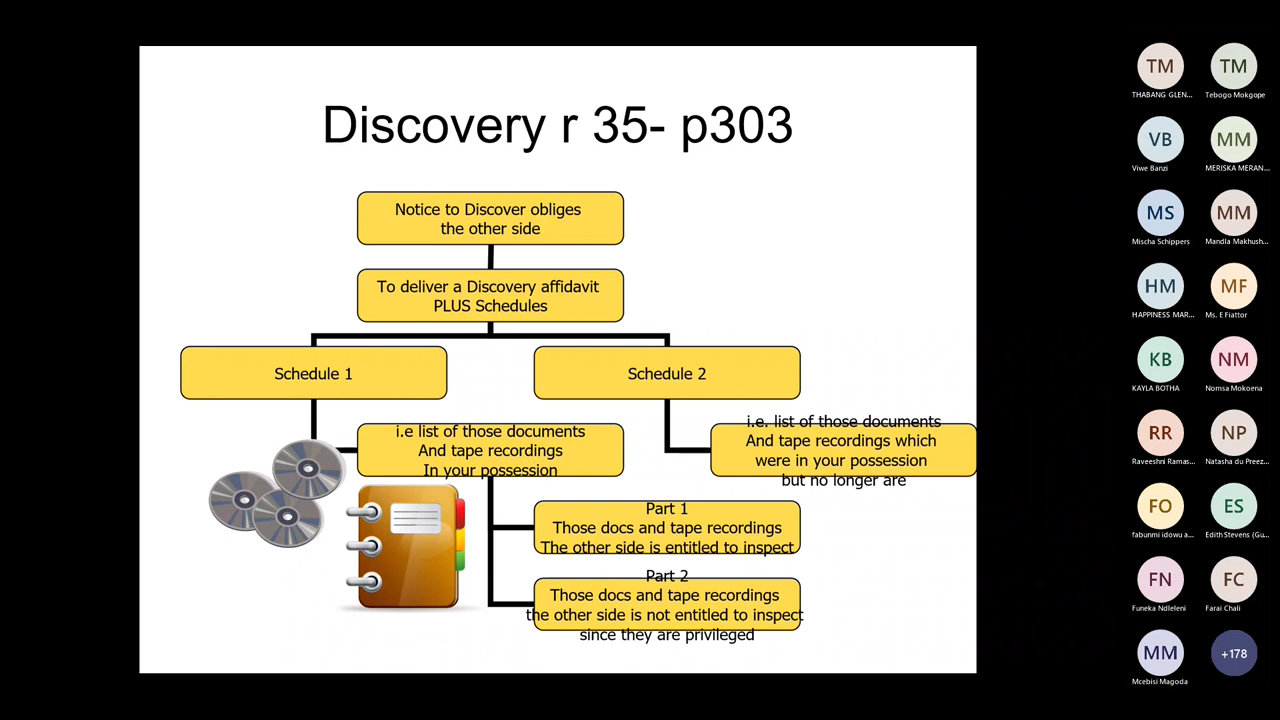 Discovery r 35- p303
Notice to Discover obliges
the other side
To deliver a Discovery affidavit
PLUS Schedules
Schedule 1
Schedule 2
i.e list of those documents
And tape recordings
In your possession
i.e. list of those documents
And tape recordings which
were in your possession
but no longer are
Part 1
Those docs and tape recordings
The other side is entitled to inspect
Part 2
Those docs and tape recordings
the other side is not entitled to inspect
since they are privileged
TM
THABANG GLEN...
TM
Tebogo Mokgope
VB
Viwe Banzi
MM
MERISKA MERAN...
MS
Mischa Schippers
MM
Mandla Makhush...
HM
HAPPINESS MAR...
MF
Ms. E Fiattor
KB
KAYLA BOTHA
NM
Nomsa Mokoena
RR
Raveeshni Ramas...
NP
Natasha du Preez...
FO
fabunmi idowu a...
ES
Edith Stevens (Gu...
FN
Funeka Ndleleni
FC
Farai Chali
MM
Mcebisi Magoda
+178